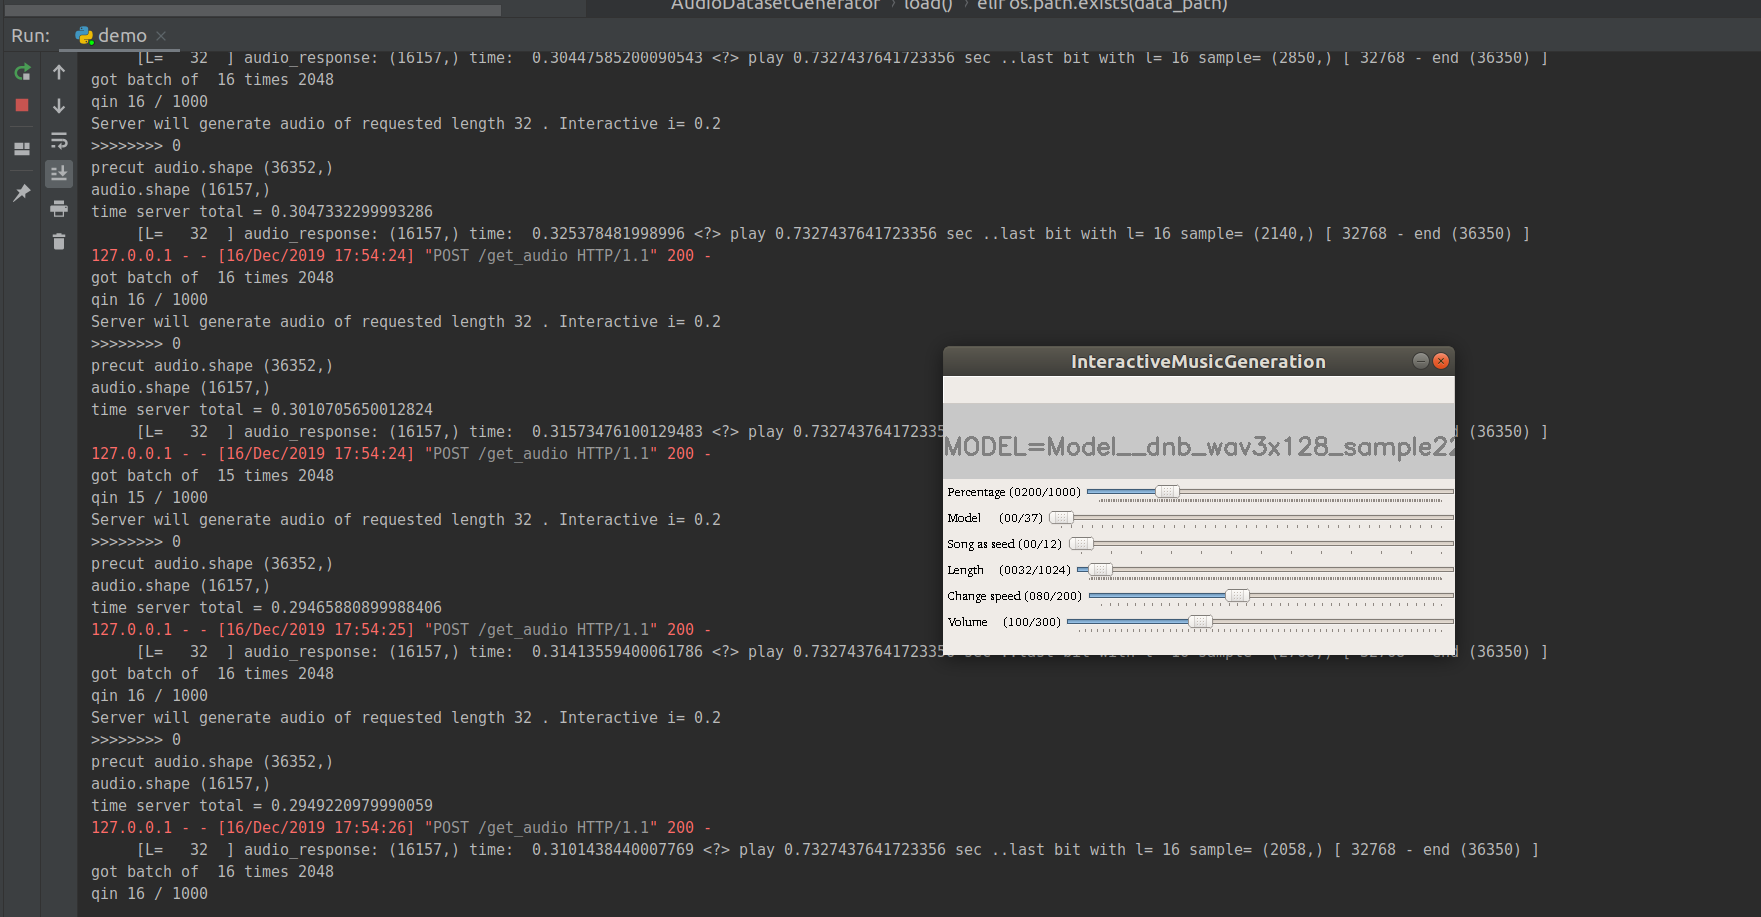 AudioDatasetGenerator › load() › elif os.path.exists(data_path)
Run: demo
[L= 32 ] audio_response: (16157,) time: 0.30447585200090543 <?> play 0.7327437641723356 sec ..last bit with l= 16 sample= (2850,) [ 32768 - end (36350) ]
got batch of 16 times 2048
qin 16 / 1000
Server will generate audio of requested length 32 . Interactive i= 0.2
>>>>>>>> 0
precut audio.shape (36352,)
audio.shape (16157,)
time server total = 0.3047332299993286
[L= 32 ] audio_response: (16157,) time: 0.325378481998996 <?> play 0.7327437641723356 sec ..last bit with l= 16 sample= (2140,) [ 32768 - end (36350) ]
127.0.0.1 - - [16/Dec/2019 17:54:24] "POST /get_audio HTTP/1.1" 200 -
got batch of 16 times 2048
qin 16 / 1000
Server will generate audio of requested length 32 . Interactive i= 0.2
>>>>>>>> 0
precut audio.shape (36352,)
audio.shape (16157,)
time server total = 0.3010705650012824
[L= 32 ] audio_response: (16157,) time: 0.31573476100129483 <?> play 0.732743764172335 (36350) ]
127.0.0.1 - - [16/Dec/2019 17:54:24] "POST /get_audio HTTP/1.1" 200 -
got batch of 15 times 2048
qin 15 / 1000
Server will generate audio of requested length 32 . Interactive i= 0.2
>>>>>>>> 0
precut audio.shape (36352,)
audio.shape (16157,)
time server total = 0.29465880899988406
127.0.0.1 - - [16/Dec/2019 17:54:25] "POST /get_audio HTTP/1.1" 200 -
[L= 32 ] audio_response: (16157,) time: 0.31413559400061786 <?> play 0.7327437641723356 (36350) ]
got batch of 16 times 2048
qin 16 / 1000
Server will generate audio of requested length 32 . Interactive i= 0.2
>>>>>>>> 0
precut audio.shape (36352,)
audio.shape (16157,)
time server total = 0.2949220979990059
127.0.0.1 - - [16/Dec/2019 17:54:26] "POST /get_audio HTTP/1.1" 200 -
[L= 32 ] audio_response: (16157,) time: 0.3101438440007769 <?> play 0.7327437641723356 sec ..last bit with l= 16 sample= (2058,) [ 32768 - end (36350) ]
got batch of 16 times 2048
qin 16 / 1000
InteractiveMusicGeneration
MODEL=Model__dnb_wav3x128_sample22
Percentage (0200/1000)
Model (00/37)
Song as seed (00/12)
Length (0032/1024)
Change speed (080/200)
Volume (100/300)